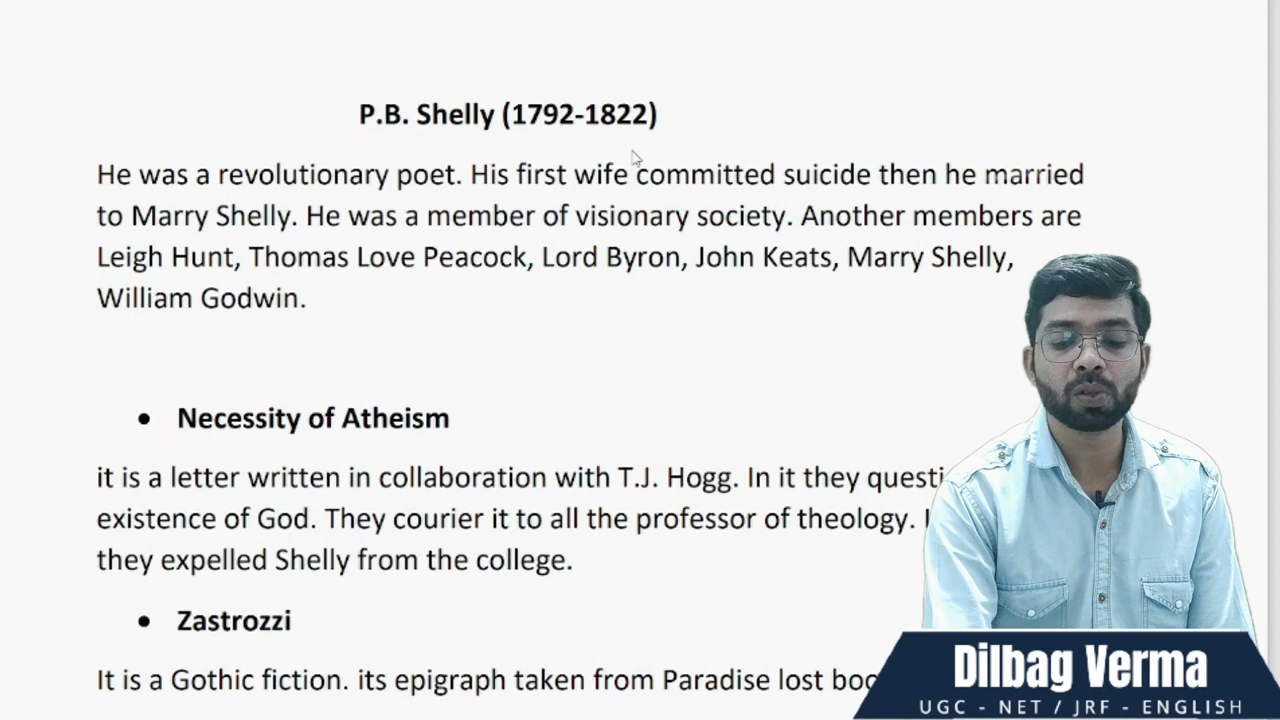 P.B. Shelly (1792-1822)
He was a revolutionary poet. His first wife committed suicide then he married
to Marry Shelly. He was a member of visionary society. Another members are
Leigh Hunt, Thomas Love Peacock, Lord Byron, John Keats, Marry Shelly,
William Godwin.
• Necessity of Atheism
it is a letter written in collaboration with T.J. Hogg. In it they
existence of God. They courier it to all the professor of theology.
they expelled Shelly from the college.
• Zastrozzi
It is a Gothic fiction. its epigraph taken from Paradise lost
Dilbag Verma
UGC - NET / JRF - ENGLISH